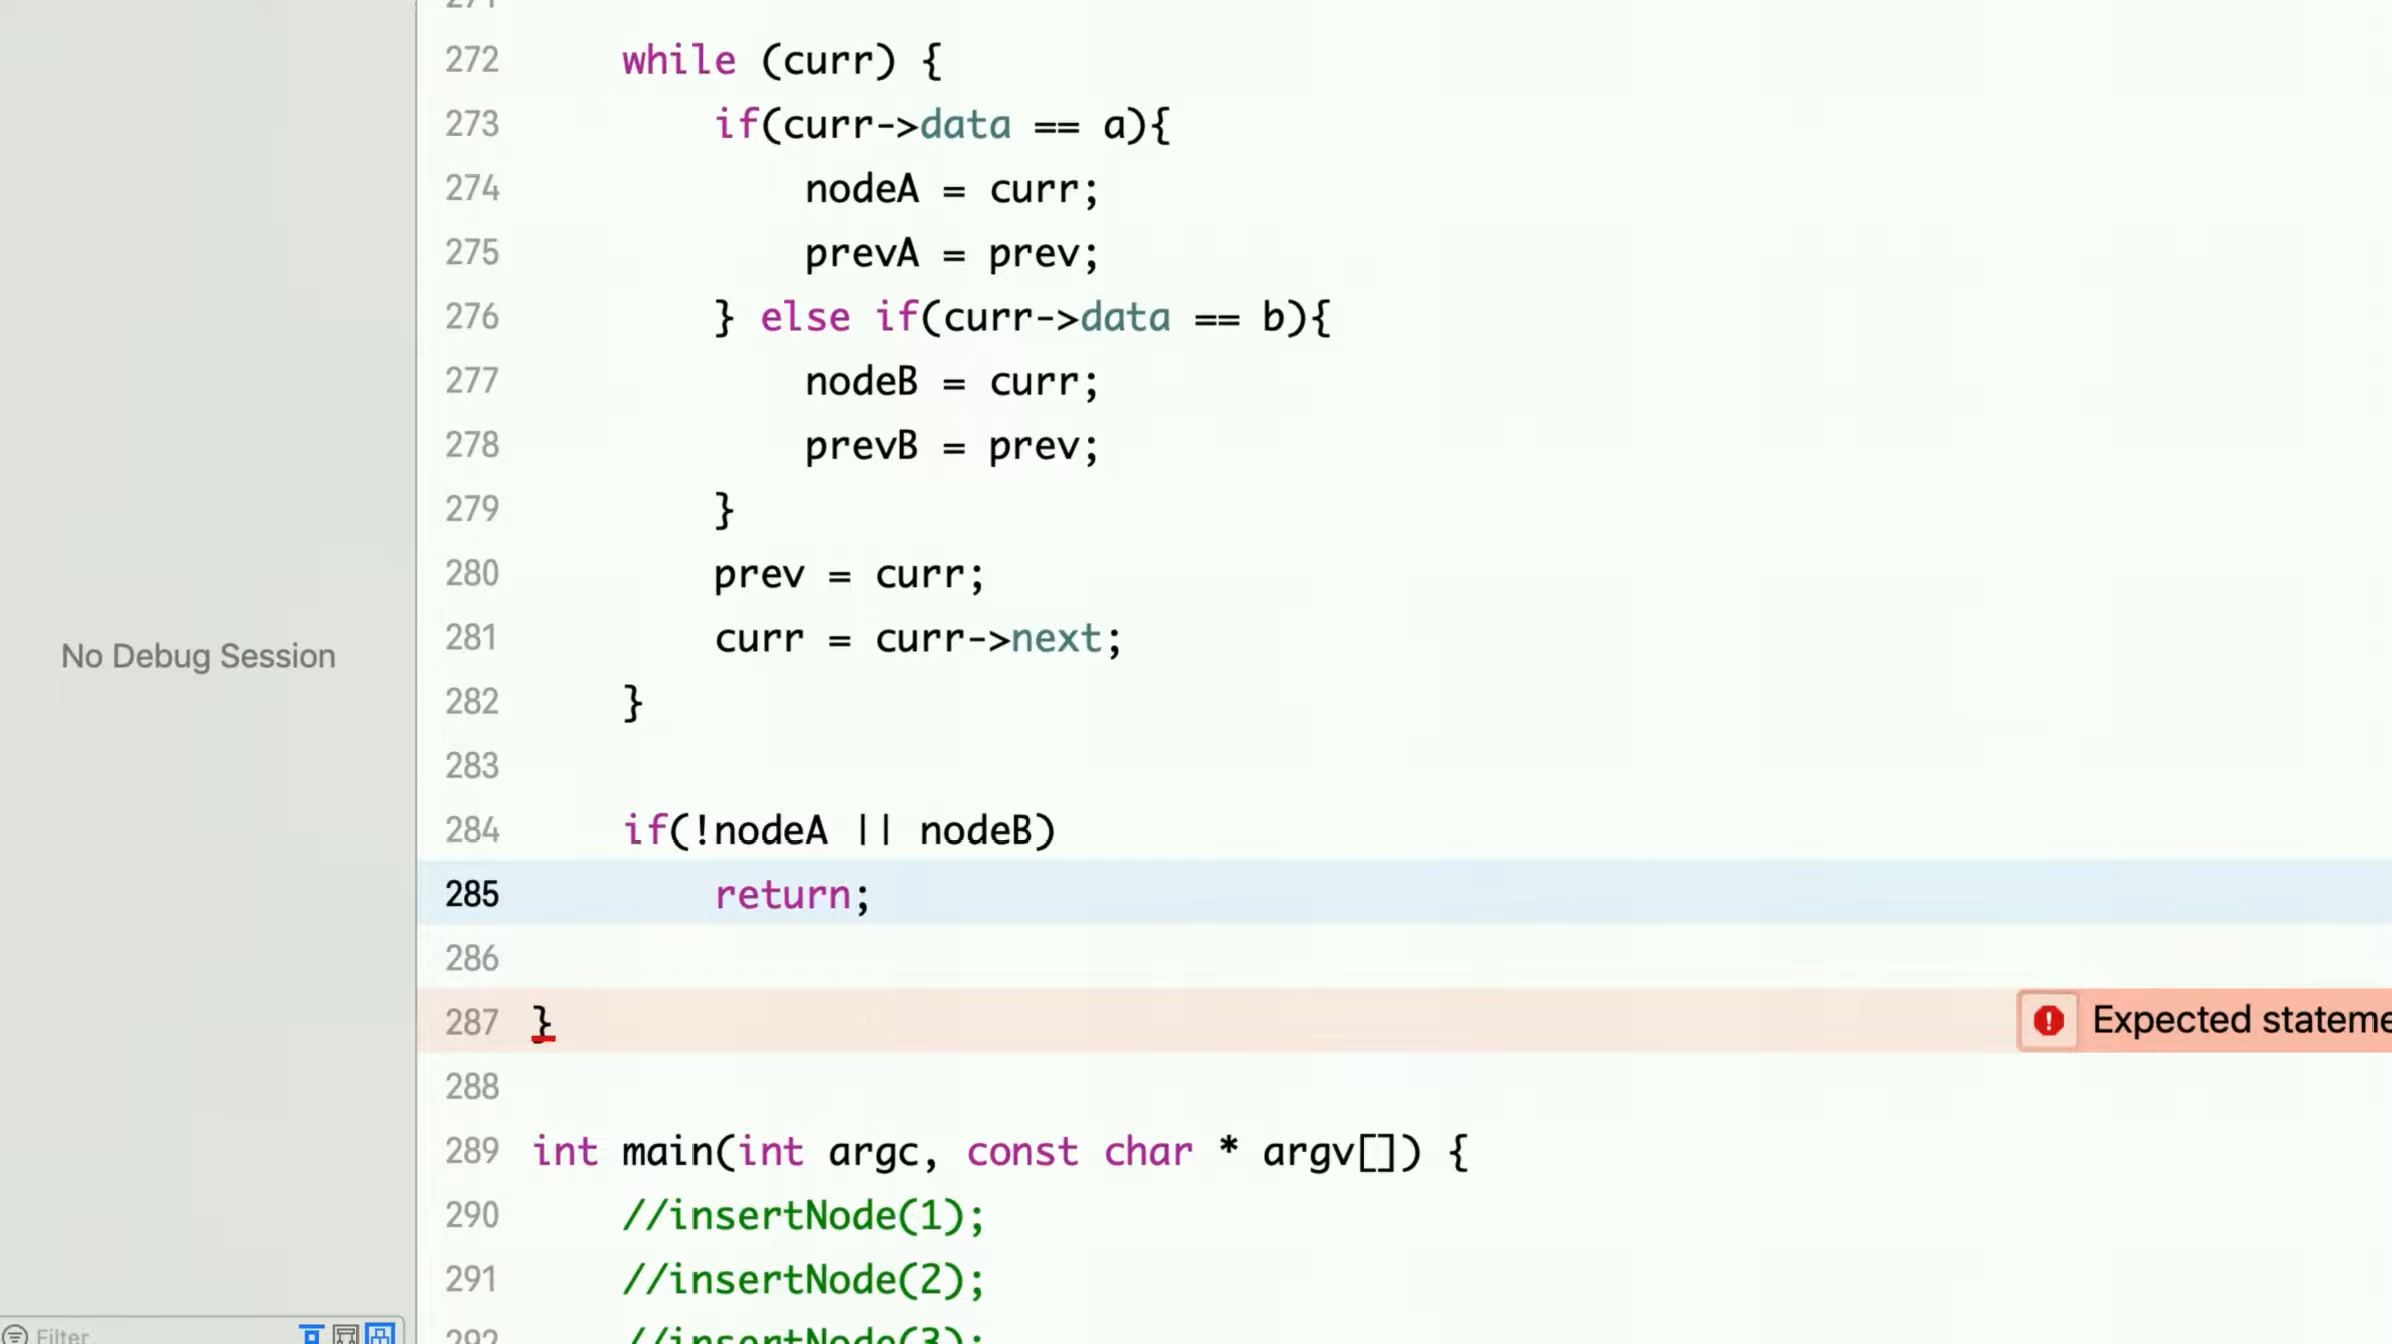 272 while (curr) {
273 if(curr->data == a){
274 nodeA = curr;
275 prevA = prev;
276 } else if(curr->data == b){
277 nodeB = curr;
278 prevB = prev;
279 }
280 prev = curr;
281 curr = curr->next;
282 }
283
284 if(!nodeA || nodeB)
285 return;
286
287 }
Expected stateme
288
289 int main(int argc, const char * argv[]) {
290 //insertNode(1);
291 //insertNode(2);
292 //insertNode(3);
No Debug Session
Filter